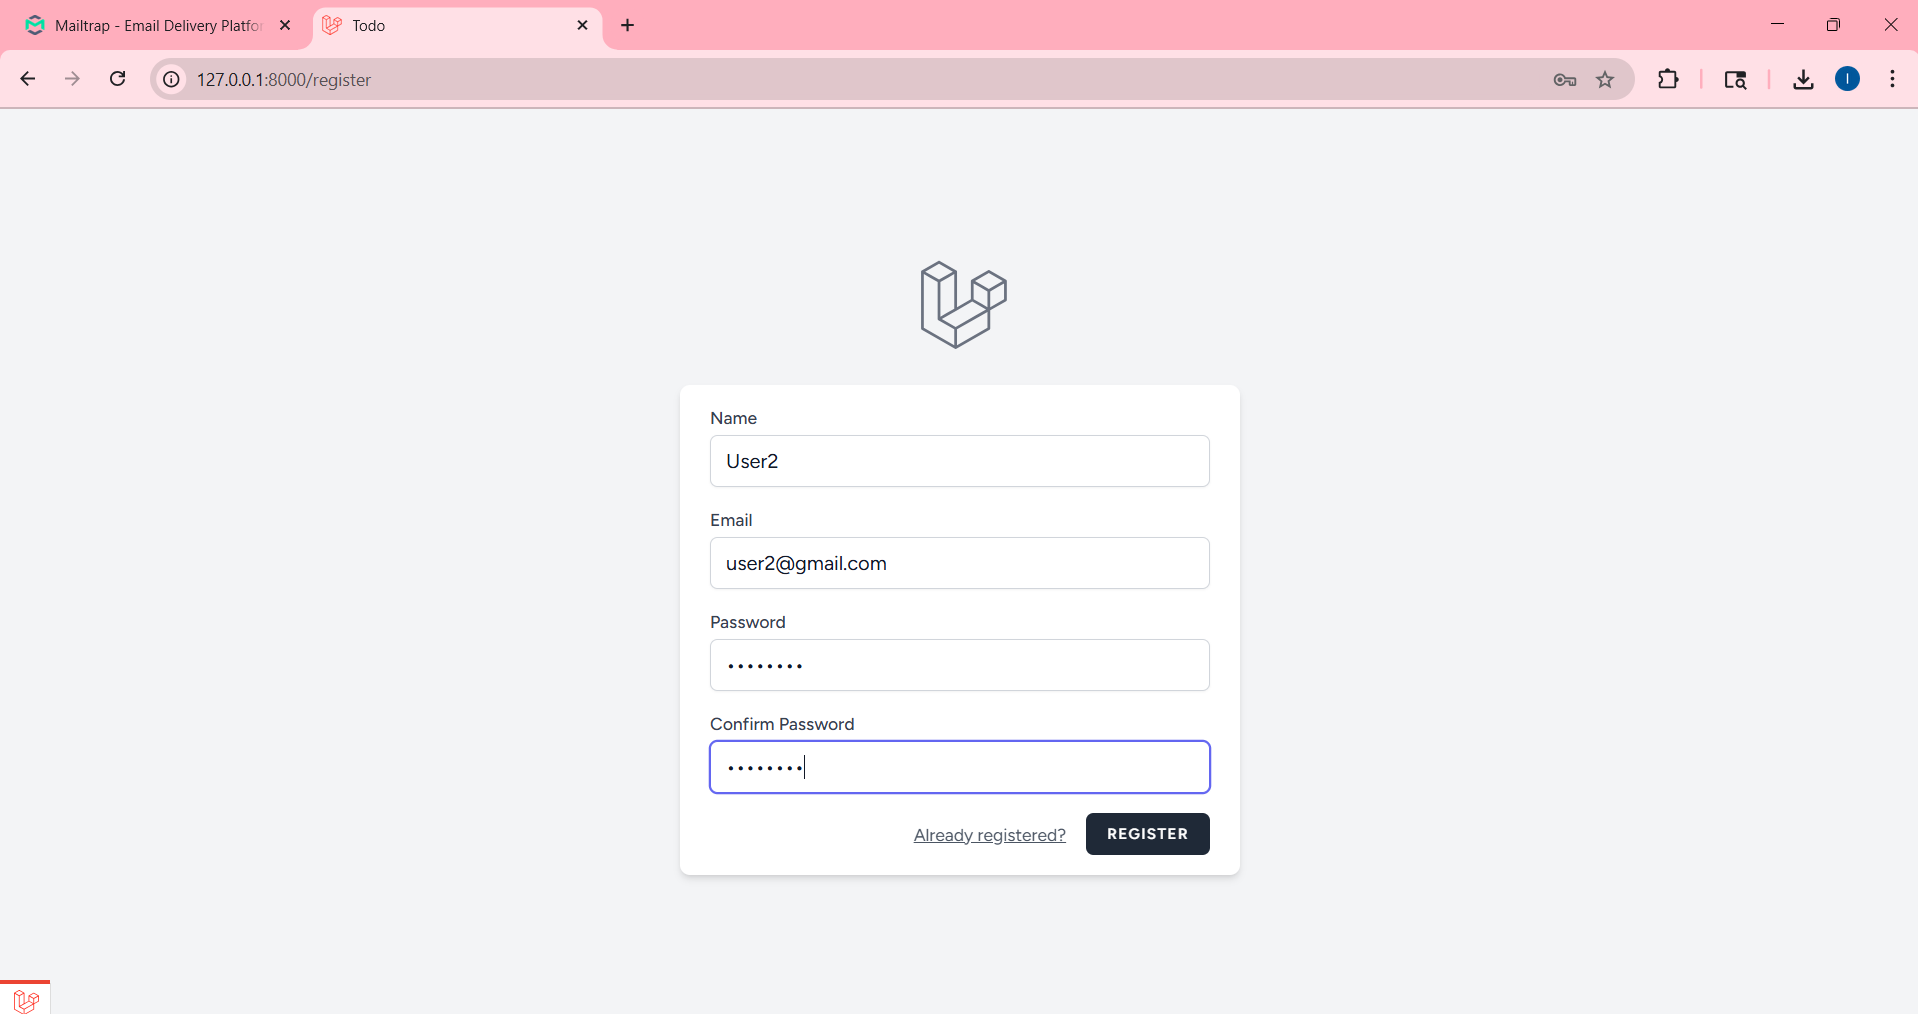 Mailtrap - Email Delivery Platfor
Todo
127.0.0.1:8000/register
I
Name
User2
Email
user2@gmail.com
Password
••••••••
Confirm Password
••••••••
Already registered?
REGISTER